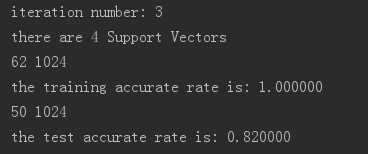 iteration number: 3
there are 4 Support Vectors
62 1024
the training accurate rate is: 1.000000
50 1024
the test accurate rate is: 0.820000